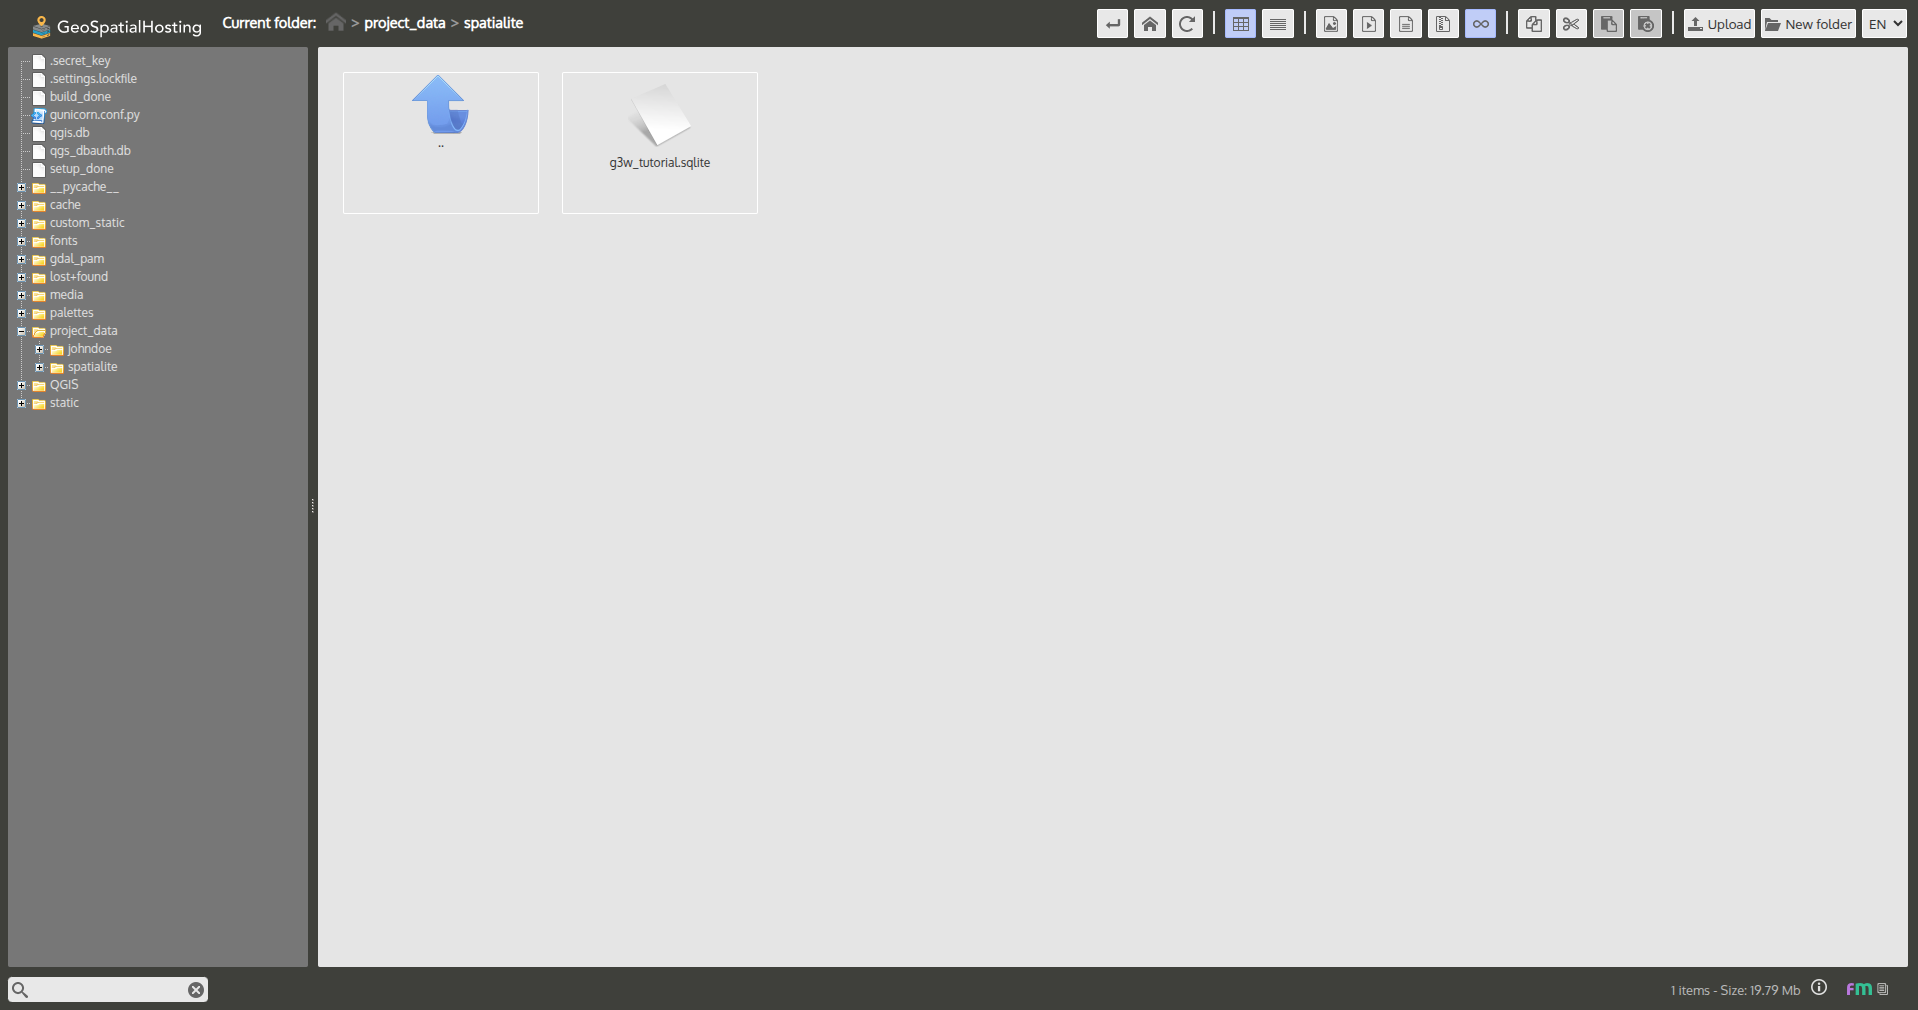 GeoSpatialHosting
Current folder: > project_data > spatialite
Upload
New folder
EN
.secret_key
.settings.lockfile
build_done
gunicorn.conf.py
qgis.db
qgs_dbauth.db
setup_done
__pycache__
cache
custom_static
fonts
gdal_pam
lost+found
media
palettes
project_data
johndoe
spatialite
QGIS
static
..
g3w_tutorial.sqlite
1 items - Size: 19.79 Mb
Fm